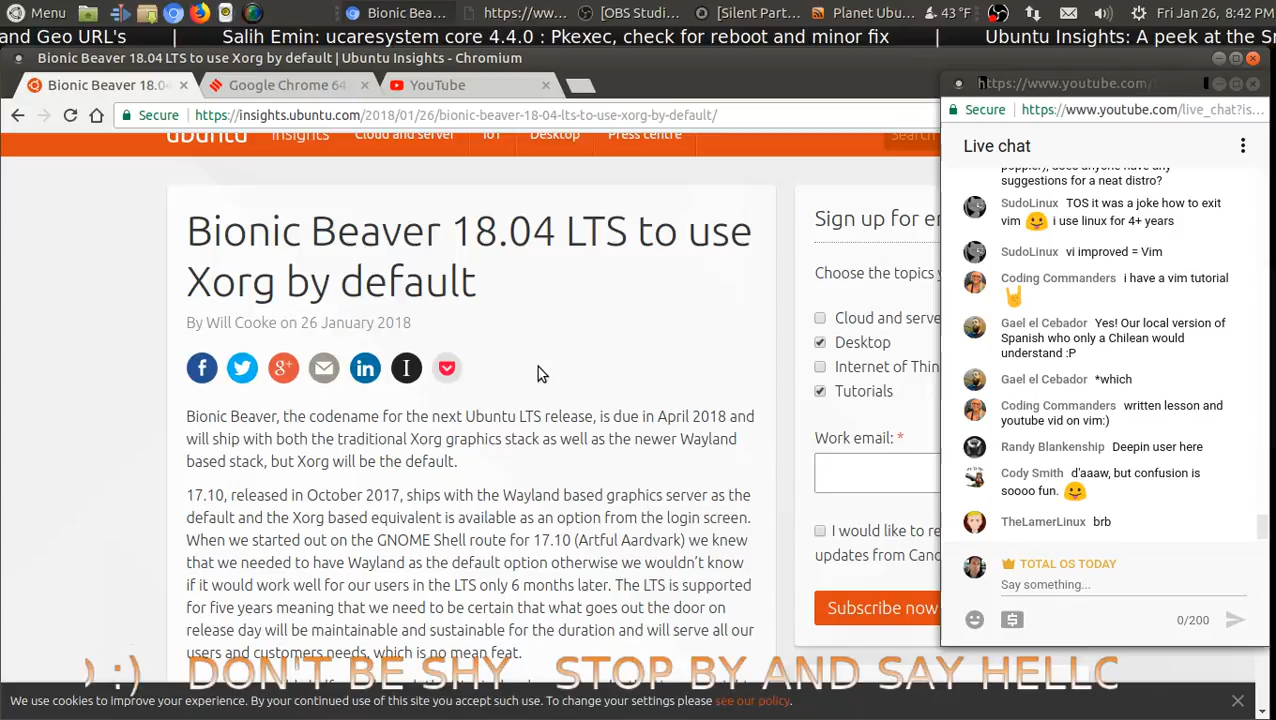 Menu
Bionic Bea...
https://ww...
[OBS Studi...
[Silent Part...
Planet Ubu...
43 °F
Fri Jan 26, 8:42 PM
and Geo URL's | Salih Emin: ucaresystem core 4.4.0 : Pkexec, check for reboot and minor fix | Ubuntu Insights: A peek at the
Bionic Beaver 18.04 LTS to use Xorg by default | Ubuntu Insights - Chromium
Bionic Beaver 18.0
Google Chrome 64
YouTube
Secure
https://insights.ubuntu.com/2018/01/26/bionic-beaver-18-04-lts-to-use-xorg-by-default/
ubuntu insights Cloud and server IoT Desktop Press centre
Search
Bionic Beaver 18.04 LTS to use
Xorg by default
By Will Cooke on 26 January 2018
Bionic Beaver, the codename for the next Ubuntu LTS release, is due in April 2018 and
will ship with both the traditional Xorg graphics stack as well as the newer Wayland
based stack, but Xorg will be the default.
17.10, released in October 2017, ships with the Wayland based graphics server as the
default and the Xorg based equivalent is available as an option from the login screen.
When we started out on the GNOME Shell route for 17.10 (Artful Aardvark) we knew
that we needed to have Wayland as the default option otherwise we wouldn't know
if it would work well for our users in the LTS only 6 months later. The LTS is supported
for five years meaning that we need to be certain that what goes out the door on
release day will be maintainable and sustainable for the duration and will serve all our
users and customers needs, which is no mean feat.
Sign up for e
Choose the topics
Cloud and serve
Desktop
Internet of Thin
Tutorials
Work email: *
I would like to re
updates from Cano
Subscribe now
https://www.youtube.com/
Secure
https://www.youtube.com/live_chat?is...
Live chat
poppler), does anyone have any
suggestions for a neat distro?
SudoLinux TOS it was a joke how to exit
vim i use linux for 4+ years
SudoLinux vi improved = Vim
Coding Commanders i have a vim tutorial
Gael el Cebador Yes! Our local version of
Spanish who only a Chilean would
understand :P
Gael el Cebador *which
Coding Commanders written lesson and
youtube vid on vim:)
Randy Blankenship Deepin user here
Cody Smith d'aaaw, but confusion is
soooo fun.
TheLamerLinux brb
TOTAL OS TODAY
Say something...
0/200
) :) DON'T BE SHY STOP BY AND SAY HELLO
We use cookies to improve your experience. By your continued use of this site you accept such use. To change your settings please see our policy.